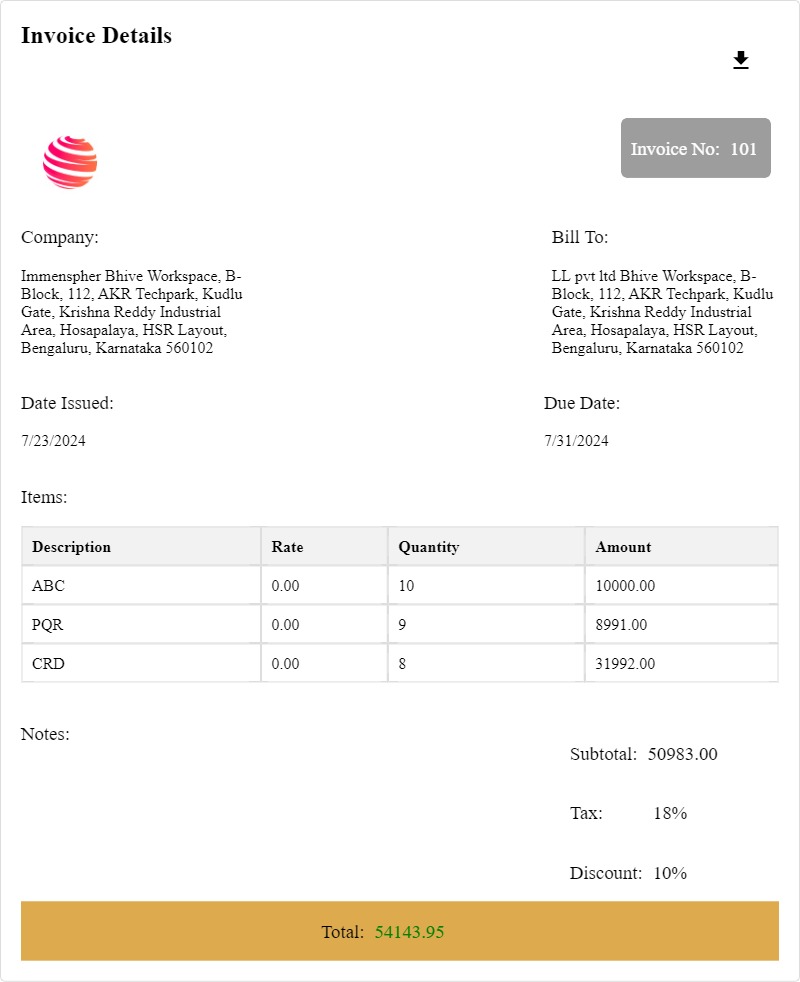 Invoice Details
Invoice No: 101
Company:
Immenspher Bhive Workspace, B-
Block, 112, AKR Techpark, Kudlu
Gate, Krishna Reddy Industrial
Area, Hosapalaya, HSR Layout,
Bengaluru, Karnataka 560102
Bill To:
LL pvt ltd Bhive Workspace, B-
Block, 112, AKR Techpark, Kudlu
Gate, Krishna Reddy Industrial
Area, Hosapalaya, HSR Layout,
Bengaluru, Karnataka 560102
Date Issued:
7/23/2024
Due Date:
7/31/2024
Items:
Description Rate Quantity Amount
ABC 0.00 10 10000.00
PQR 0.00 9 8991.00
CRD 0.00 8 31992.00
Notes:
Subtotal: 50983.00
Tax: 18%
Discount: 10%
Total: 54143.95